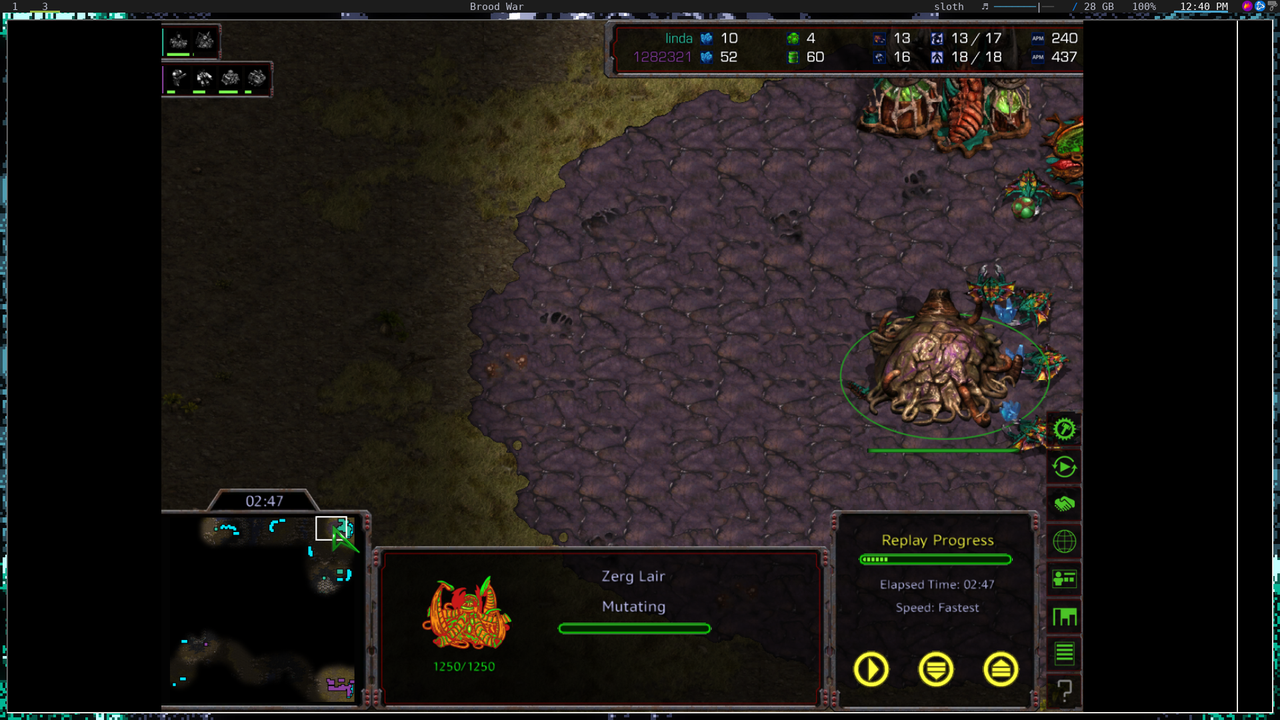 1 3 Brood War sloth / 28 GB 100% 12:40 PM
linda 10 4 13 13 / 17 APM 240
1282321 52 60 16 18 / 18 APM 437
02:47
Zerg Lair
Mutating
1250/1250
Replay Progress
Elapsed Time: 02:47
Speed: Fastest
?